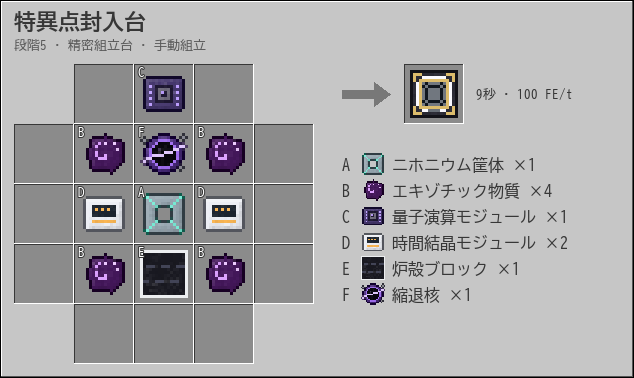 特異点封入台
段階5 · 精密組立台 · 手動組立
C
B
F
B
D
A
D
B
E
B
9秒 · 100 FE/t
A ニホニウム筐体 ×1
B エキゾチック物質 ×4
C 量子演算モジュール ×1
D 時間結晶モジュール ×2
E 炉殻ブロック ×1
F 縮退核 ×1